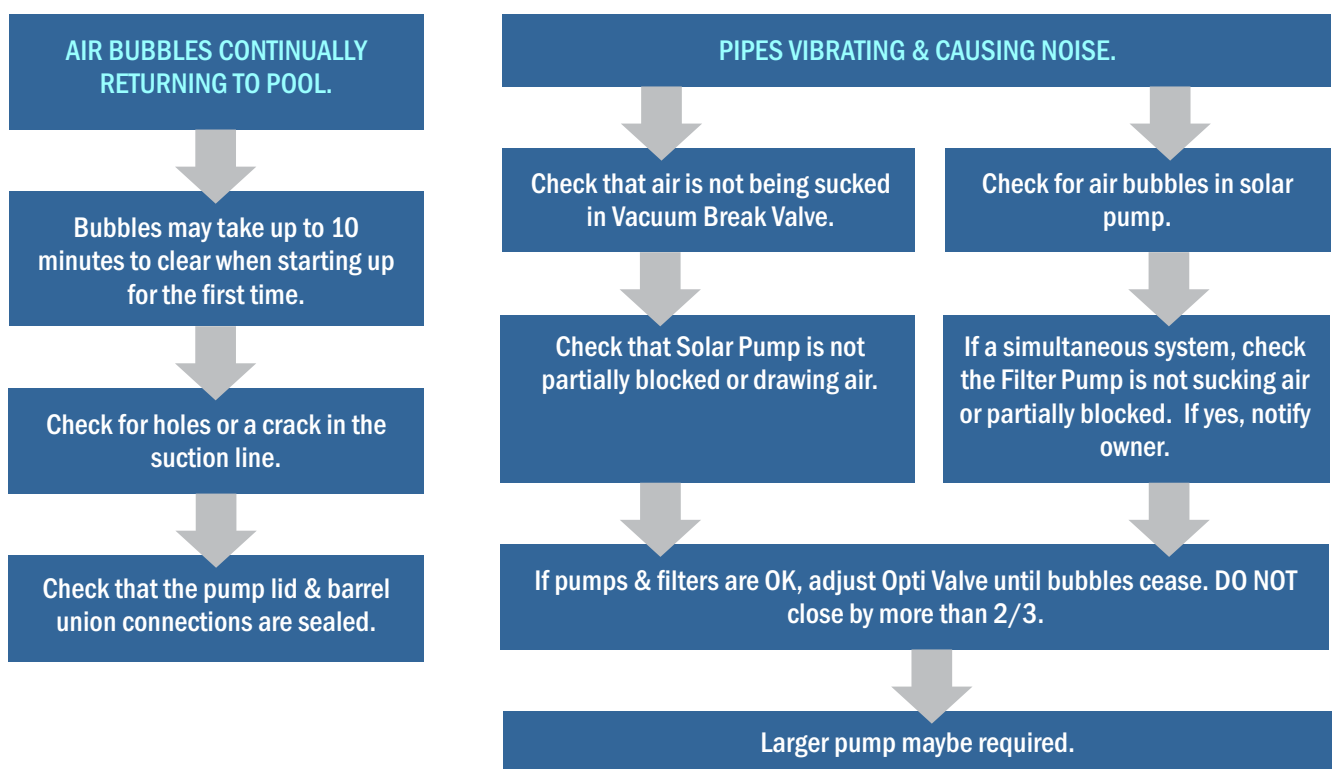 AIR BUBBLES CONTINUALLY
RETURNING TO POOL.
Bubbles may take up to 10
minutes to clear when starting up
for the first time.
Check for holes or a crack in the
suction line.
Check that the pump lid & barrel
union connections are sealed.
PIPES VIBRATING & CAUSING NOISE.
Check that air is not being sucked
in Vacuum Break Valve.
Check that Solar Pump is not
partially blocked or drawing air.
Check for air bubbles in solar
pump.
If a simultaneous system, check
the Filter Pump is not sucking air
or partially blocked.  If yes, notify
owner.
If pumps & filters are OK, adjust Opti Valve until bubbles cease. DO NOT
close by more than 2/3.
Larger pump maybe required.